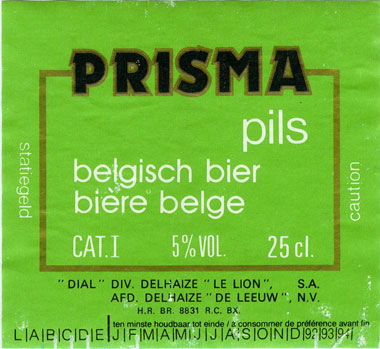 PRISMA
pils
belgisch bier
bière belge
CAT.I 5% VOL. 25 cl.
statiegeld
caution
"DIAL" DIV. DELHAIZE "LE LION", S.A.
AFD. DELHAIZE "DE LEEUW", N.V.
H.R. BR. 8831 R.C. BX.
ten minste houdbaar tot einde / à consommer de préférence avant fin
L|A|B|C|D|E|J|F|M|A|M|J|J|A|S|O|N|D|92|93|94|